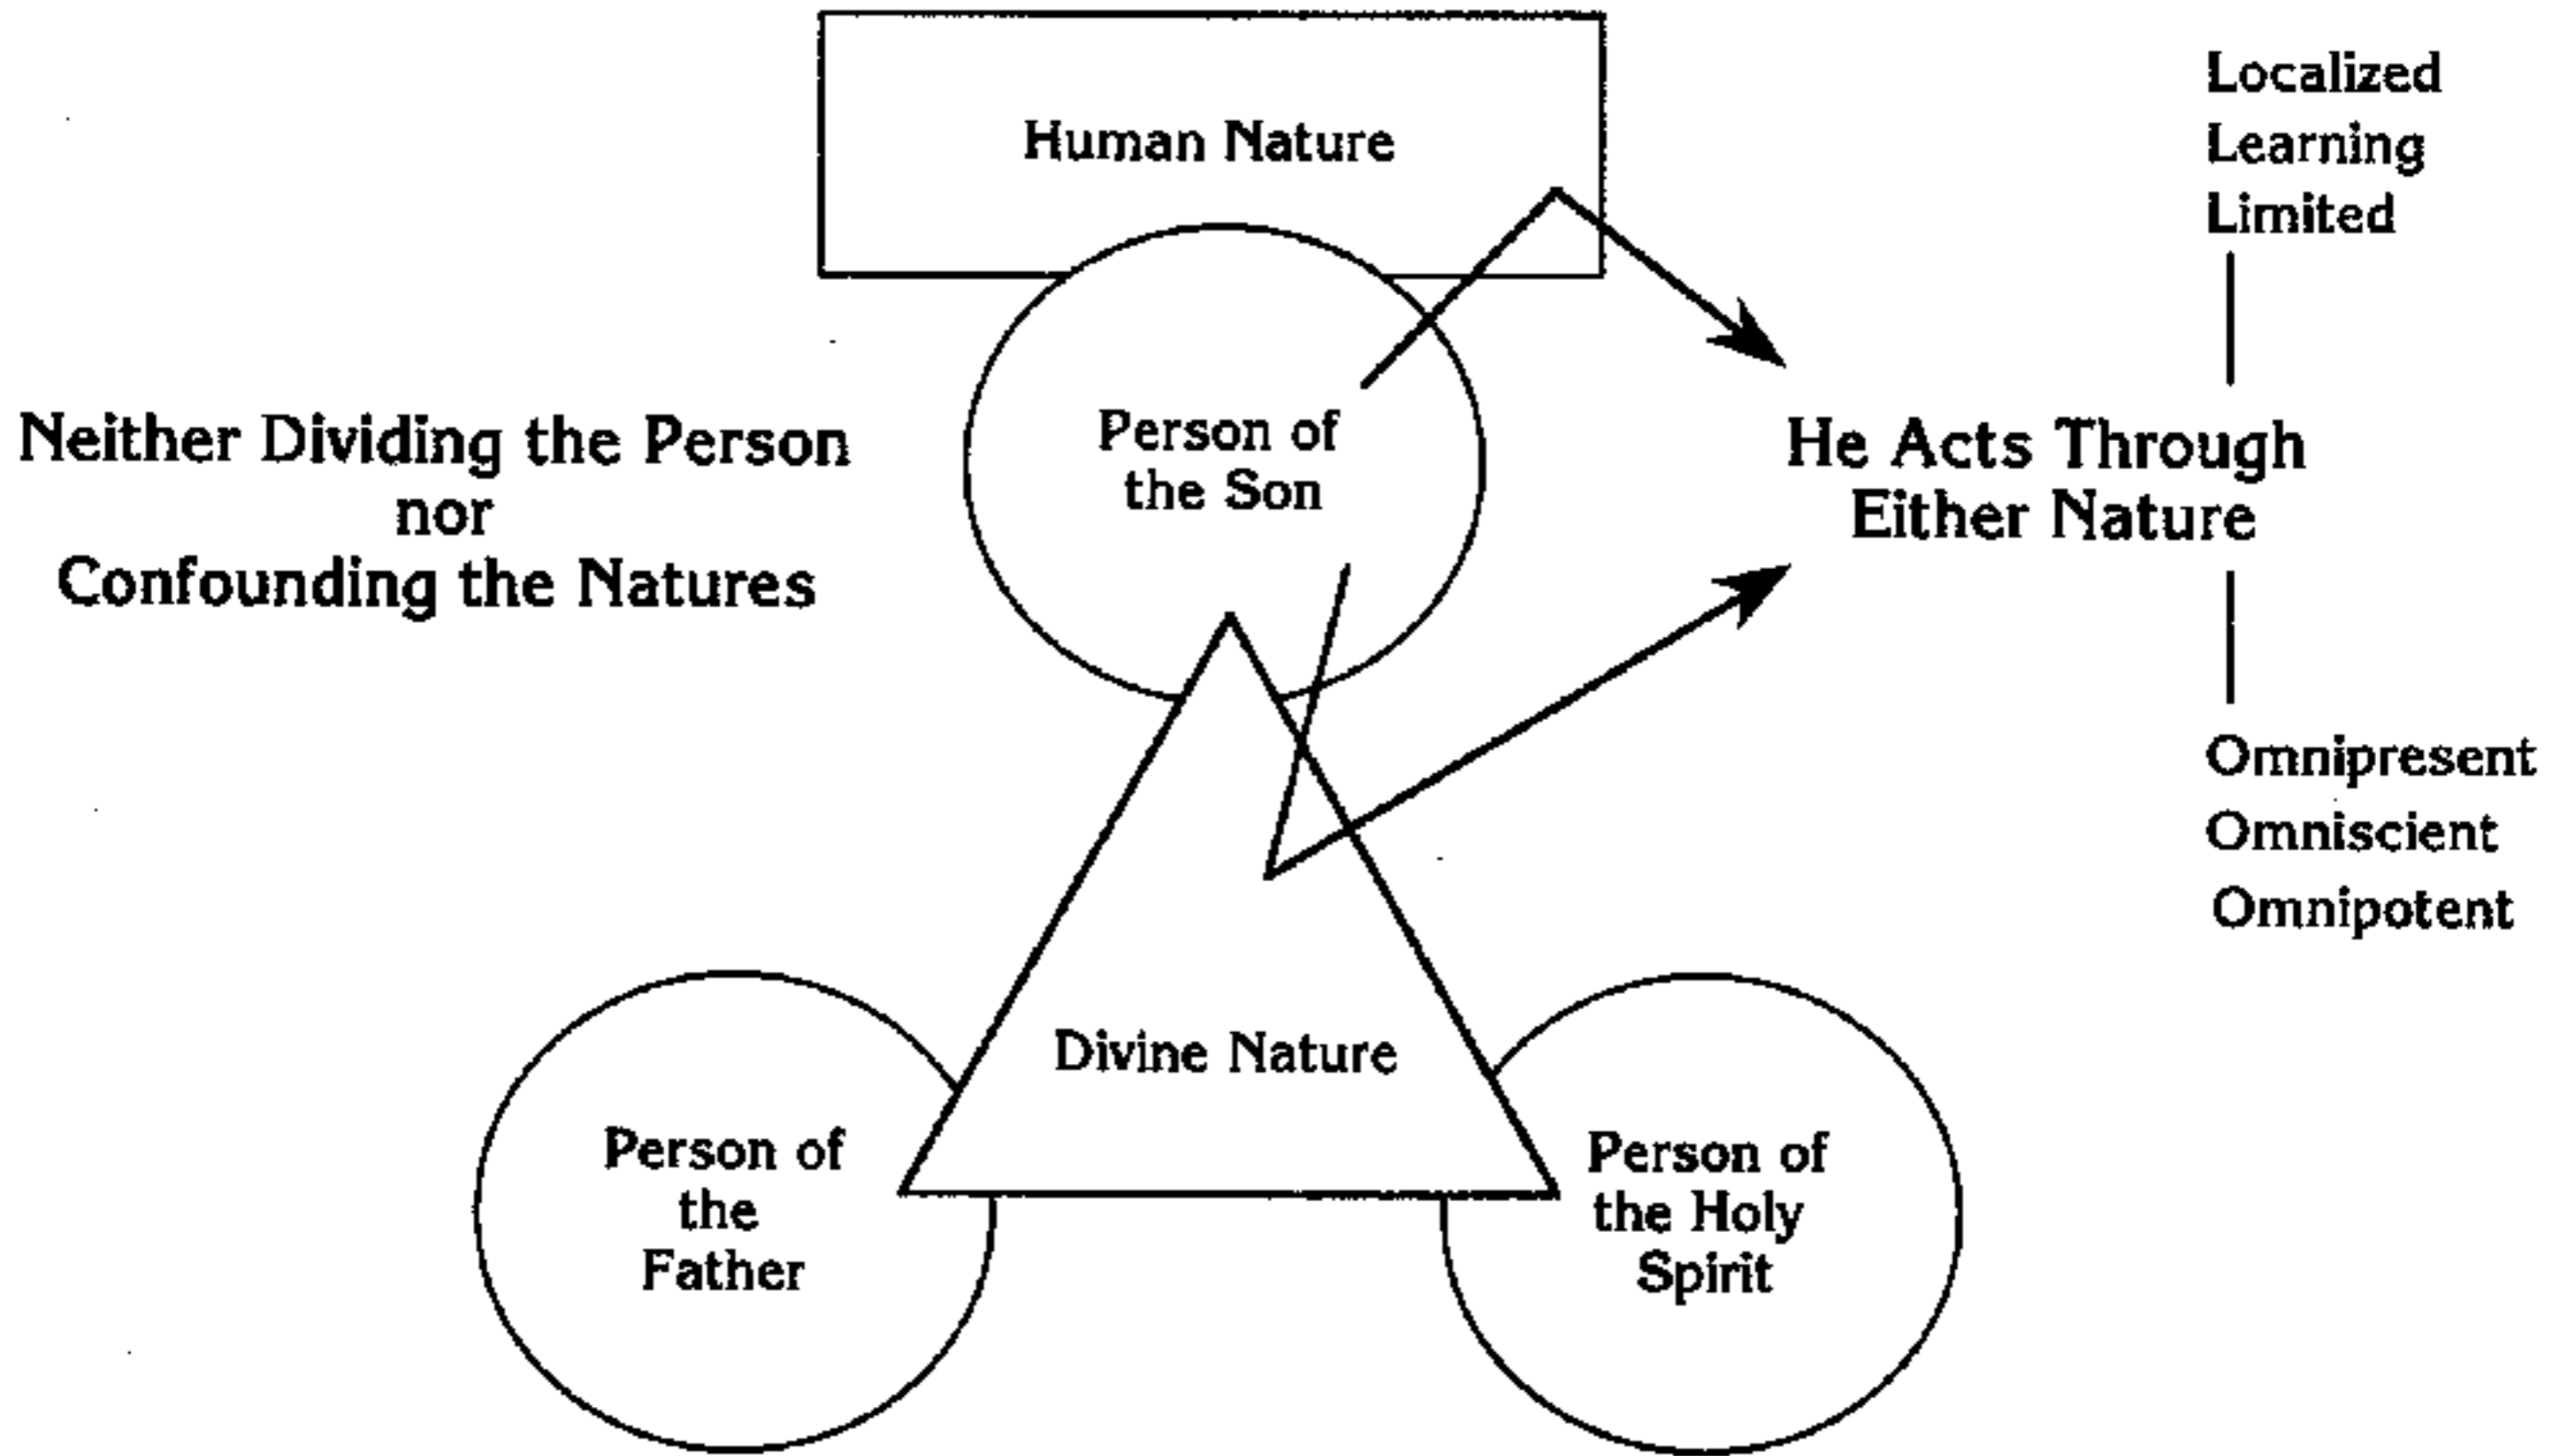 Human Nature
Localized
Learning
Limited
Neither Dividing the Person
nor
Confounding the Natures
Person of
the Son
He Acts Through
Either Nature
Omnipresent
Omniscient
Omnipotent
Divine Nature
Person of
the
Father
Person of
the Holy
Spirit